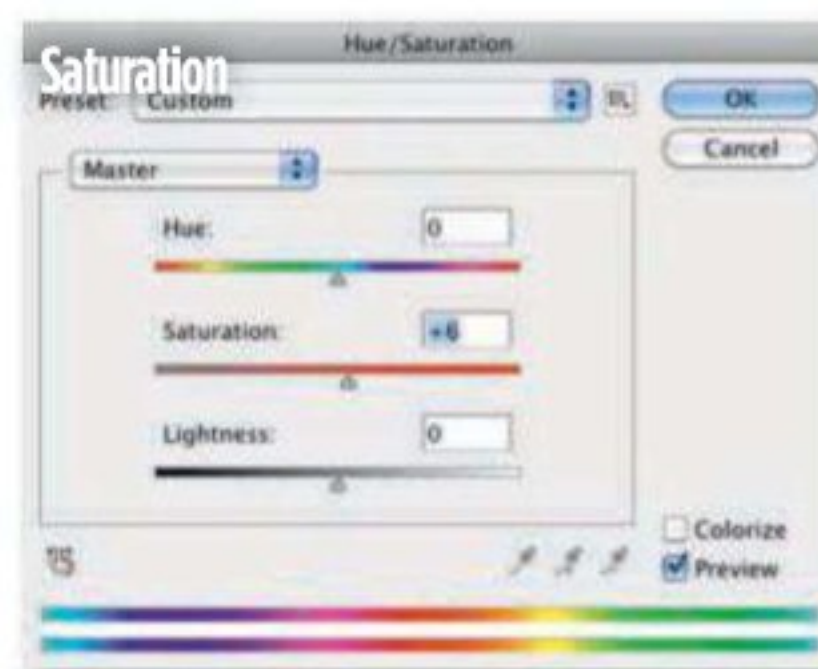 Hue/Saturation
Saturation
Preset: Custom
OK
Cancel
Master
Hue:
0
Saturation:
+6
Lightness:
0
Colorize
Preview